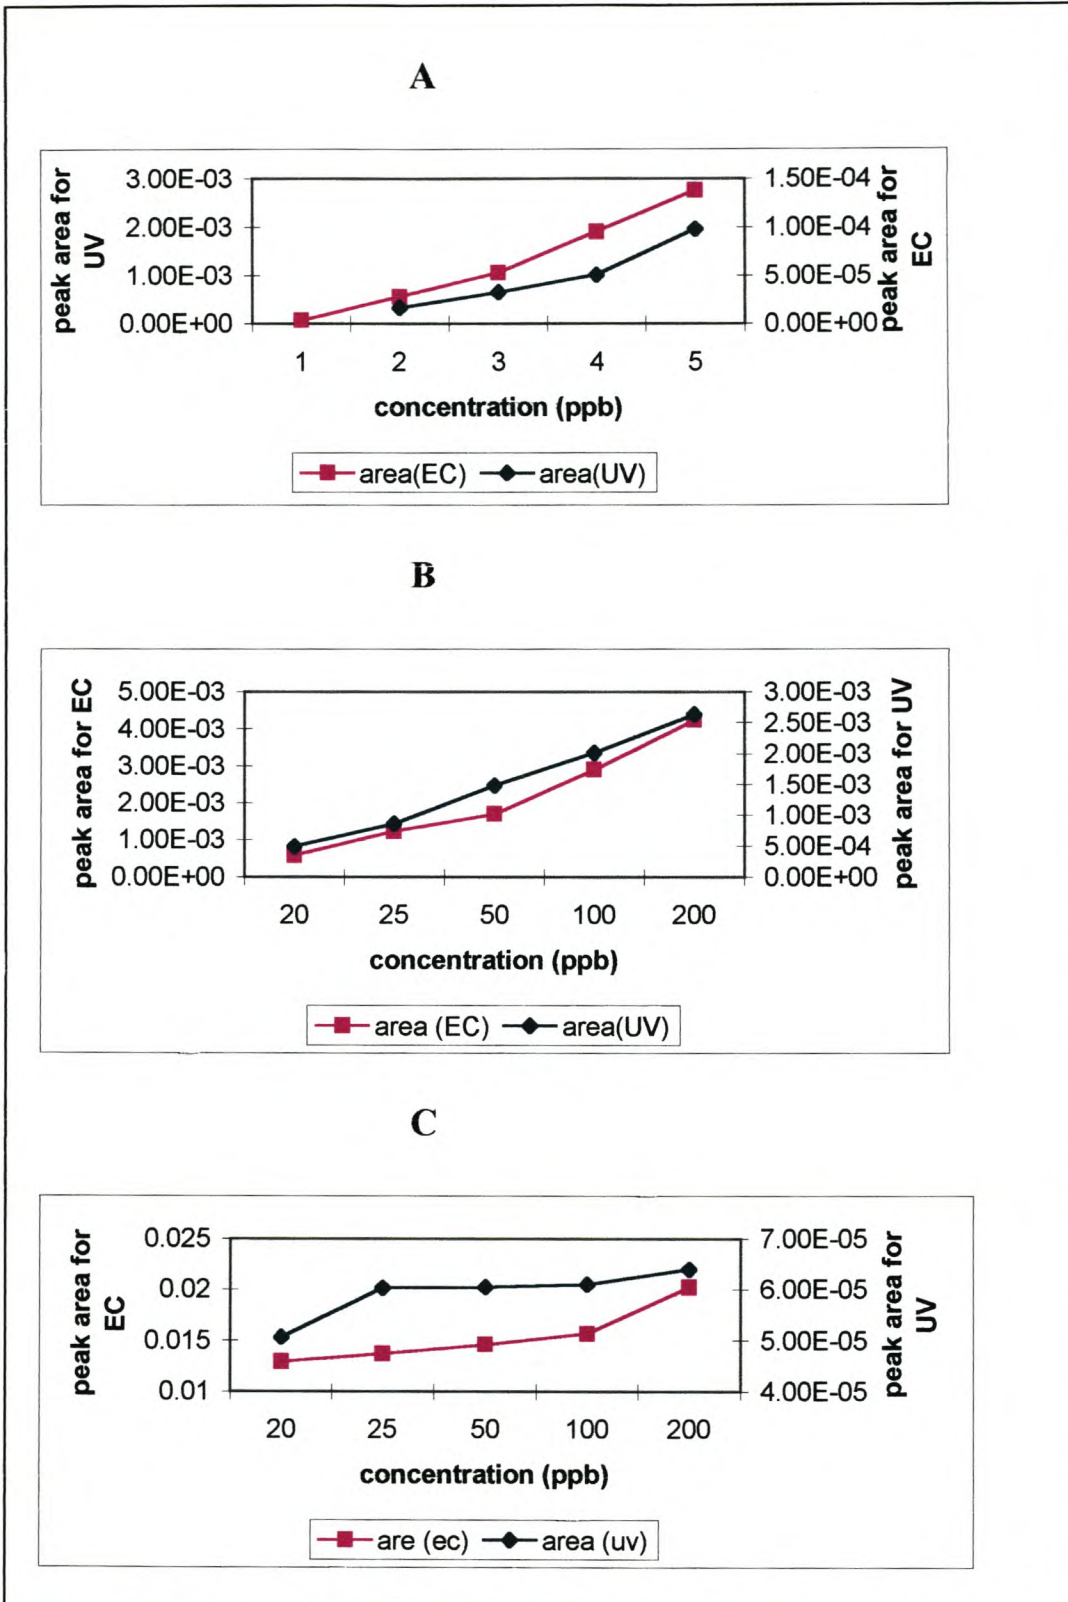 A
peak area for
UV
3.00E-03
2.00E-03
1.00E-03
0.00E+00
1.50E-04
1.00E-04
5.00E-05
0.00E+00
peak area for
EC
1 2 3 4 5
concentration (ppb)
area(EC) area(UV)
B
peak area for EC
5.00E-03
4.00E-03
3.00E-03
2.00E-03
1.00E-03
0.00E+00
3.00E-03
2.50E-03
2.00E-03
1.50E-03
1.00E-03
5.00E-04
0.00E+00
peak area for UV
20 25 50 100 200
concentration (ppb)
area (EC) area(UV)
C
peak area for
EC
0.025
0.02
0.015
0.01
7.00E-05
6.00E-05
5.00E-05
4.00E-05
peak area for
UV
20 25 50 100 200
concentration (ppb)
are (ec) area (uv)